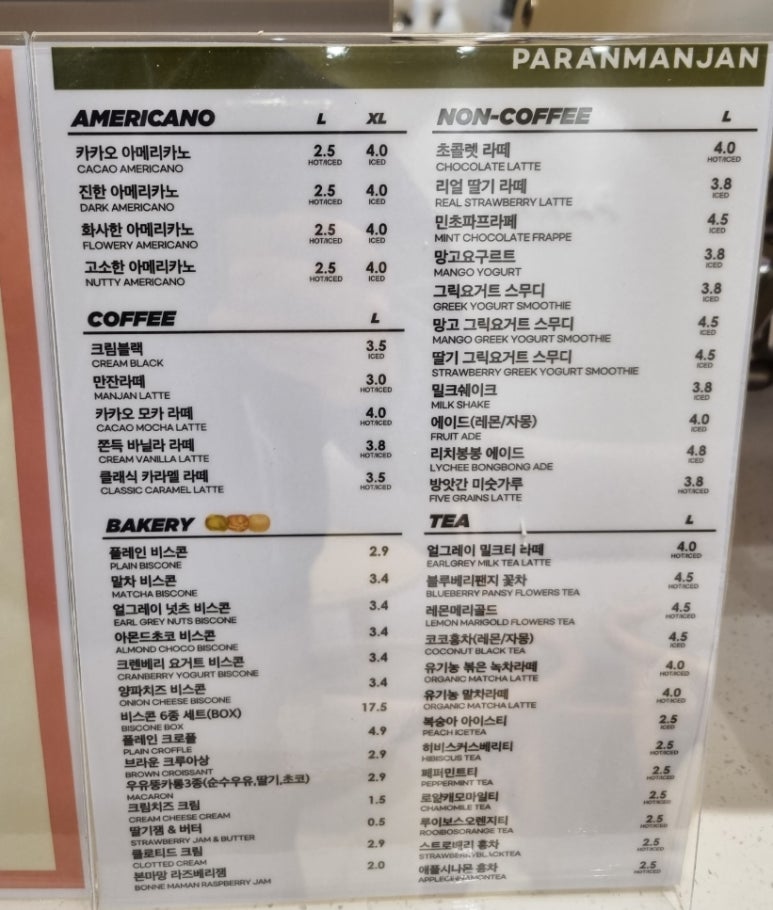 PARANMANJAN
AMERICANO L XL
카카오 아메리카노 2.5 4.0
CACAO AMERICANO HOT/ICED ICED
진한 아메리카노 2.5 4.0
DARK AMERICANO HOT/ICED ICED
화사한 아메리카노 2.5 4.0
FLOWERY AMERICANO HOT/ICED ICED
고소한 아메리카노 2.5 4.0
NUTTY AMERICANO HOT/ICED ICED
COFFEE L
크림블랙 3.5
CREAM BLACK ICED
만잔라떼 3.0
MANJAN LATTE HOT/ICED
카카오 모카 라떼 4.0
CACAO MOCHA LATTE HOT/ICED
쫀득 바닐라 라떼 3.8
CREAM VANILLA LATTE HOT/ICED
클래식 카라멜 라떼 3.5
CLASSIC CARAMEL LATTE HOT/ICED
BAKERY
플레인 비스콘 2.9
PLAIN BISCONE
말차 비스콘 3.4
MATCHA BISCONE
얼그레이 넛츠 비스콘 3.4
EARL GREY NUTS BISCONE
아몬드초코 비스콘 3.4
ALMOND CHOCO BISCONE
크렌베리 요거트 비스콘 3.4
CRANBERRY YOGURT BISCONE
양파치즈 비스콘 3.4
ONION CHEESE BISCONE
비스콘 6종 세트(BOX) 17.5
BISCONE BOX
플레인 크로플 4.9
PLAIN CROFFLE
브라운 크루아상 2.9
BROWN CROISSANT
우유뚱카롱3종(순수우유,딸기,초코) 2.9
MACARON
크림치즈 크림 1.5
CREAM CHEESE CREAM
딸기잼 & 버터 0.5
STRAWBERRY JAM & BUTTER
클로티드 크림 2.9
CLOTTED CREAM
본마망 라즈베리잼 2.0
BONNE MAMAN RASPBERRY JAM
NON-COFFEE L
초콜렛 라떼 4.0
CHOCOLATE LATTE HOT/ICED
리얼 딸기 라떼 3.8
REAL STRAWBERRY LATTE ICED
민초파프라페 4.5
MINT CHOCOLATE FRAPPE ICED
망고요구르트 3.8
MANGO YOGURT ICED
그릭요거트 스무디 3.8
GREEK YOGURT SMOOTHIE ICED
망고 그릭요거트 스무디 4.5
MANGO GREEK YOGURT SMOOTHIE ICED
딸기 그릭요거트 스무디 4.5
STRAWBERRY GREEK YOGURT SMOOTHIE ICED
밀크쉐이크 3.8
MILK SHAKE ICED
에이드(레몬/자몽) 4.0
FRUIT ADE ICED
리치봉봉 에이드 4.8
LYCHEE BONGBONG ADE ICED
방앗간 미숫가루 3.8
FIVE GRAINS LATTE HOT/ICED
TEA L
얼그레이 밀크티 라떼 4.0
EARLGREY MILK TEA LATTE HOT/ICED
블루베리팬지 꽃차 4.5
BLUEBERRY PANSY FLOWERS TEA HOT/ICED
레몬메리골드 4.5
LEMON MARIGOLD FLOWERS TEA HOT/ICED
코코홍차(레몬/자몽) 4.5
COCONUT BLACK TEA ICED
유기농 볶은 녹차라떼 4.0
ORGANIC MATCHA LATTE HOT/ICED
유기농 말차라떼 4.0
ORGANIC MATCHA LATTE HOT/ICED
복숭아 아이스티 2.5
PEACH ICETEA ICED
히비스커스베리티 2.5
HIBISCUS TEA HOT/ICED
페퍼민트티 2.5
PEPPERMINT TEA HOT/ICED
로얄캐모마일티 2.5
CHAMOMILE TEA HOT/ICED
루이보스오렌지티 2.5
ROOIBOSORANGE TEA HOT/ICED
스트로베리 홍차 2.5
STRAWBERRYBLACKTEA HOT/ICED
애플시나몬 홍차 2.5
APPLECINNAMONTEA HOT/ICED